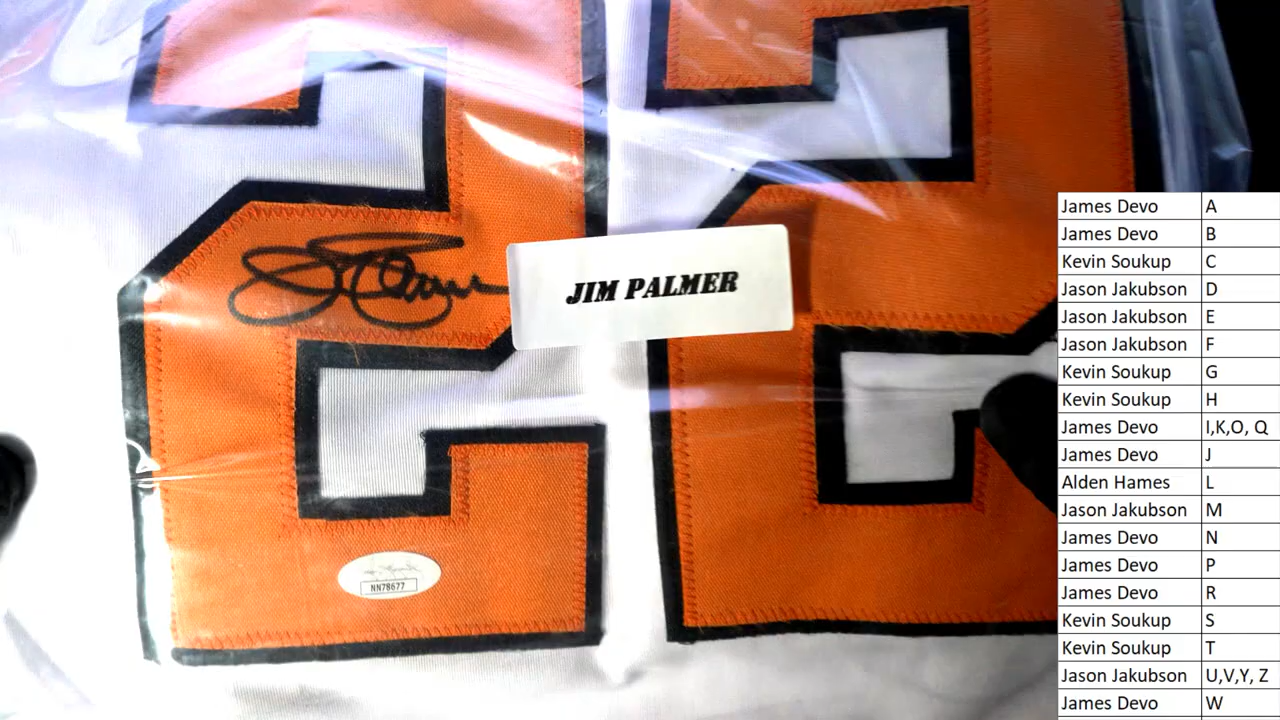 JIM PALMER
NN78677
James Devo A
James Devo B
Kevin Soukup C
Jason Jakubson D
Jason Jakubson E
Jason Jakubson F
Kevin Soukup G
Kevin Soukup H
James Devo I,K,O, Q
James Devo J
Alden Hames L
Jason Jakubson M
James Devo N
James Devo P
James Devo R
Kevin Soukup S
Kevin Soukup T
Jason Jakubson U,V,Y, Z
James Devo W
22